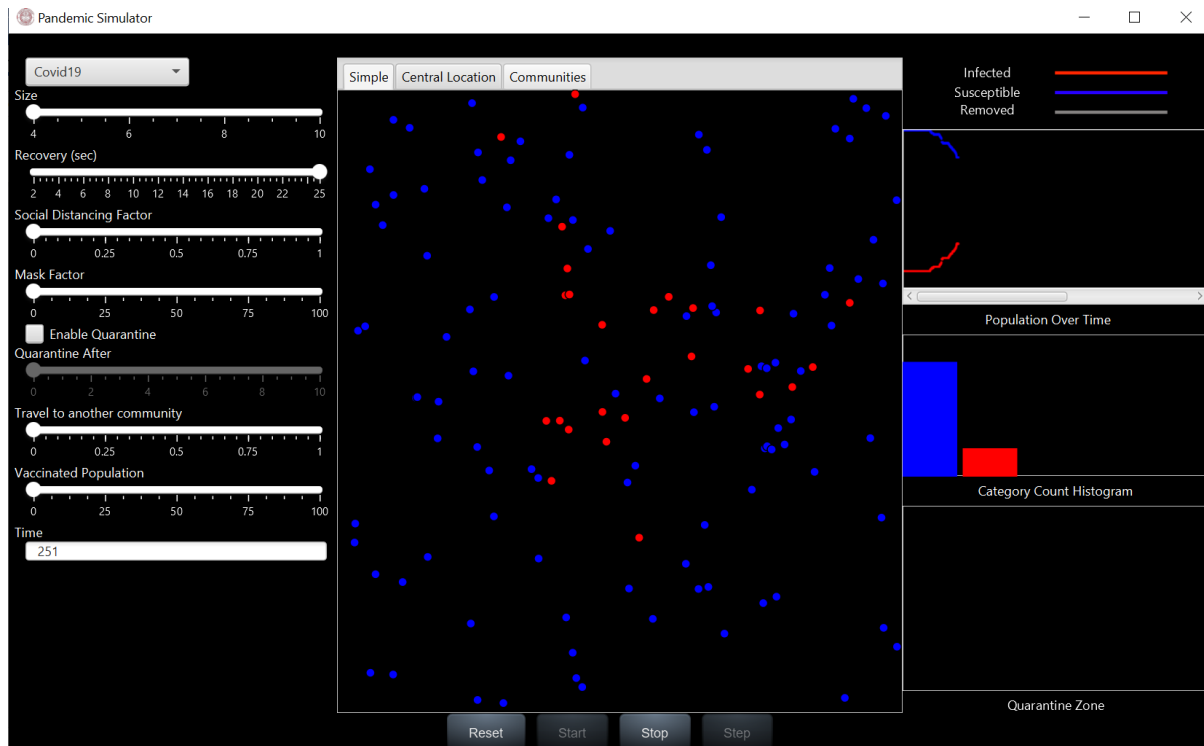 Pandemic Simulator
Covid19
Size
4 6 8 10
Recovery (sec)
2 4 6 8 10 12 14 16 18 20 22 25
Social Distancing Factor
0 0.25 0.5 0.75 1
Mask Factor
0 25 50 75 100
Enable Quarantine
Quarantine After
0 2 4 6 8 10
Travel to another community
0 0.25 0.5 0.75 1
Vaccinated Population
0 25 50 75 100
Time
251
Simple Central Location Communities
Infected
Susceptible
Removed
Population Over Time
Category Count Histogram
Quarantine Zone
Reset Start Stop Step